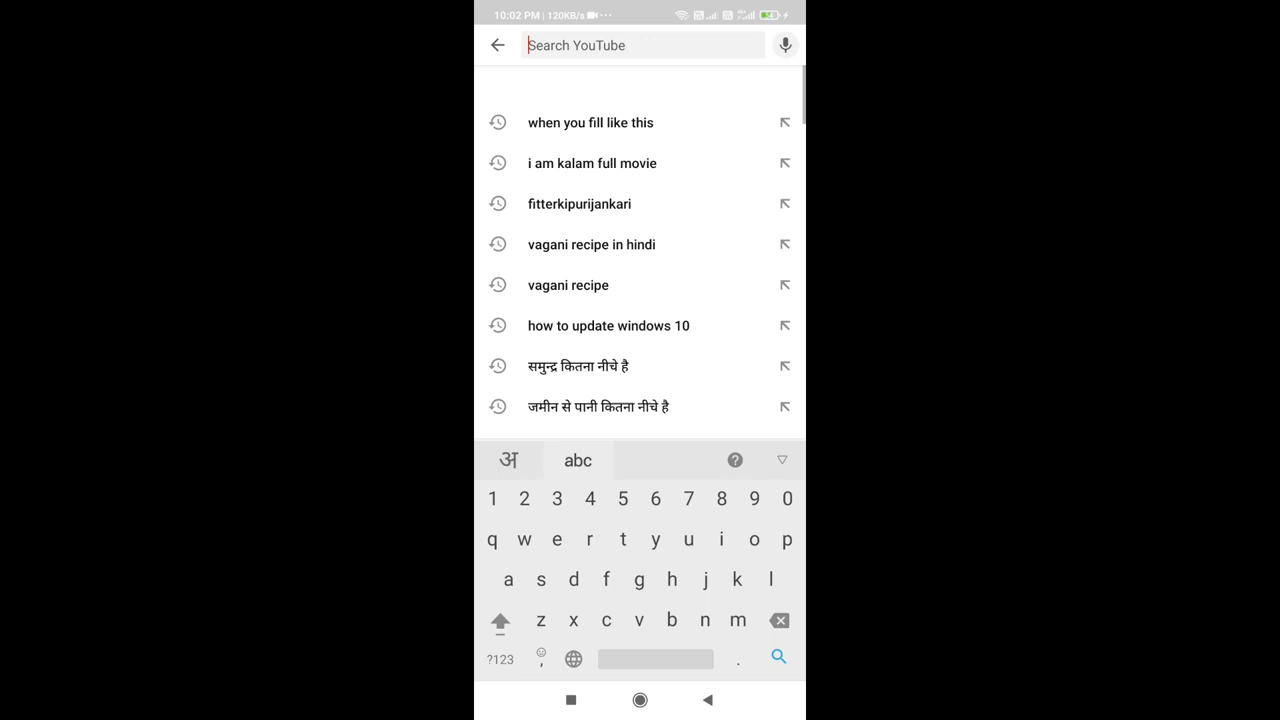 10:02 PM | 120KB/s
Search YouTube
when you fill like this
i am kalam full movie
fitterkipurijankari
vagani recipe in hindi
vagani recipe
how to update windows 10
समुन्द्र कितना नीचे है
जमीन से पानी कितना नीचे है
अ abc ?
1 2 3 4 5 6 7 8 9 0
q w e r t y u i o p
a s d f g h j k l
z x c v b n m
?123 , .